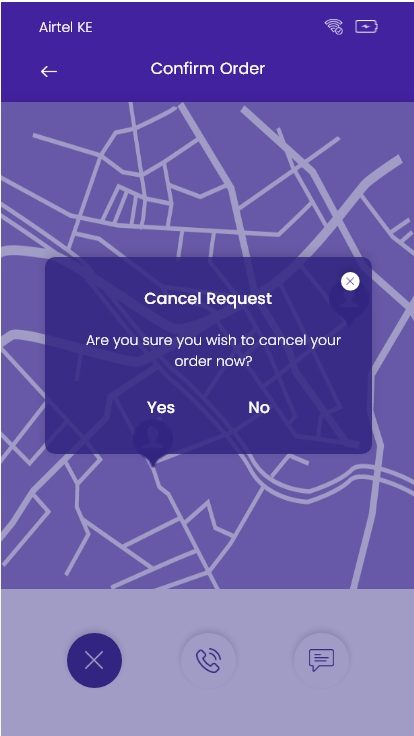 Airtel KE
Confirm Order
Cancel Request
Are you sure you wish to cancel your
order now?
Yes No